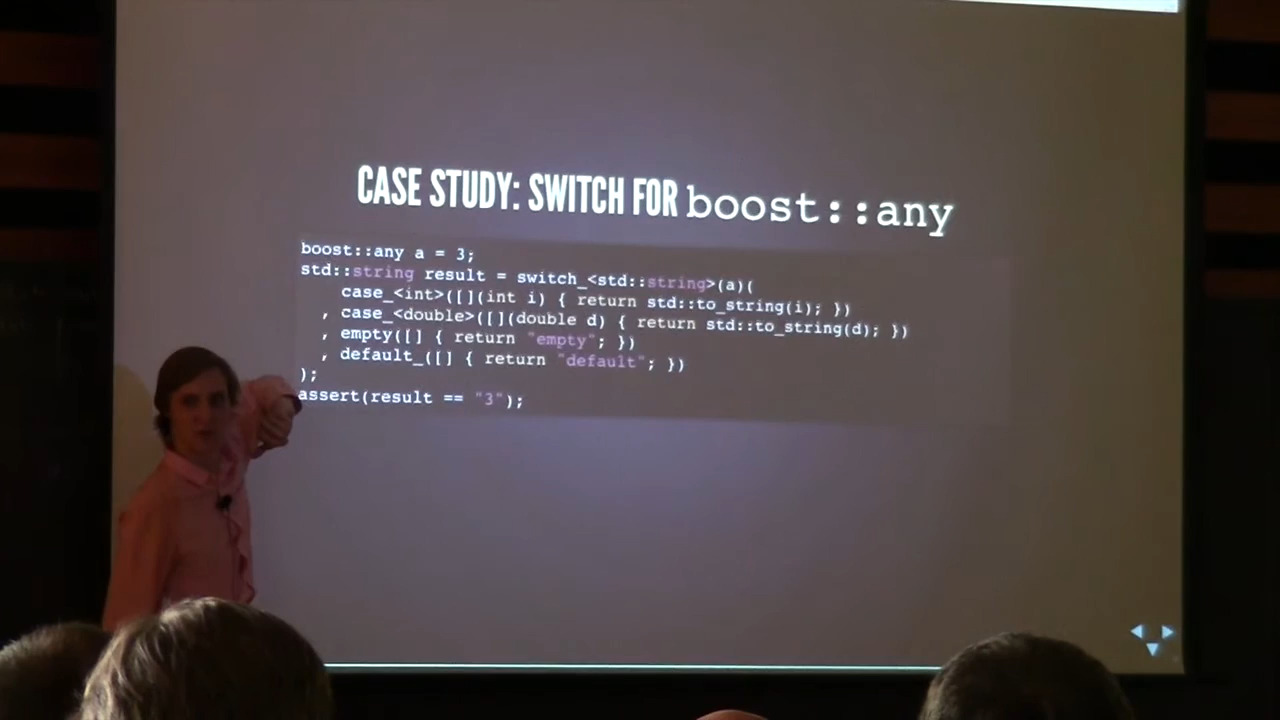 CASE STUDY: SWITCH FOR boost::any
boost::any a = 3;
std::string result = switch_<std::string>(a)(
    case_<int>([](int i) { return std::to_string(i); })
  , case_<double>([](double d) { return std::to_string(d); })
  , empty([] { return "empty"; })
  , default_([] { return "default"; })
);
assert(result == "3");